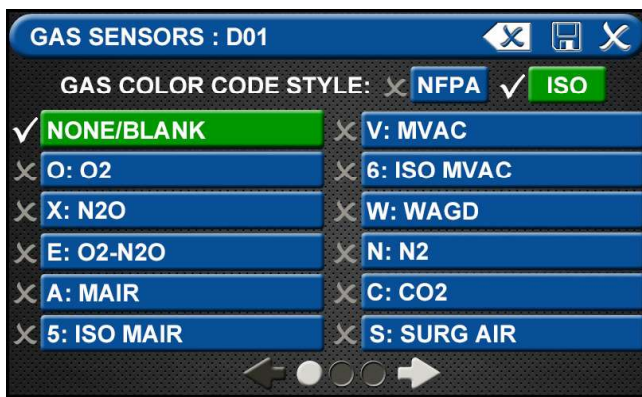 GAS SENSORS : D01
GAS COLOR CODE STYLE: NFPA ISO
NONE/BLANK
V: MVAC
O: O2
6: ISO MVAC
X: N2O
W: WAGD
E: O2-N2O
N: N2
A: MAIR
C: CO2
5: ISO MAIR
S: SURG AIR